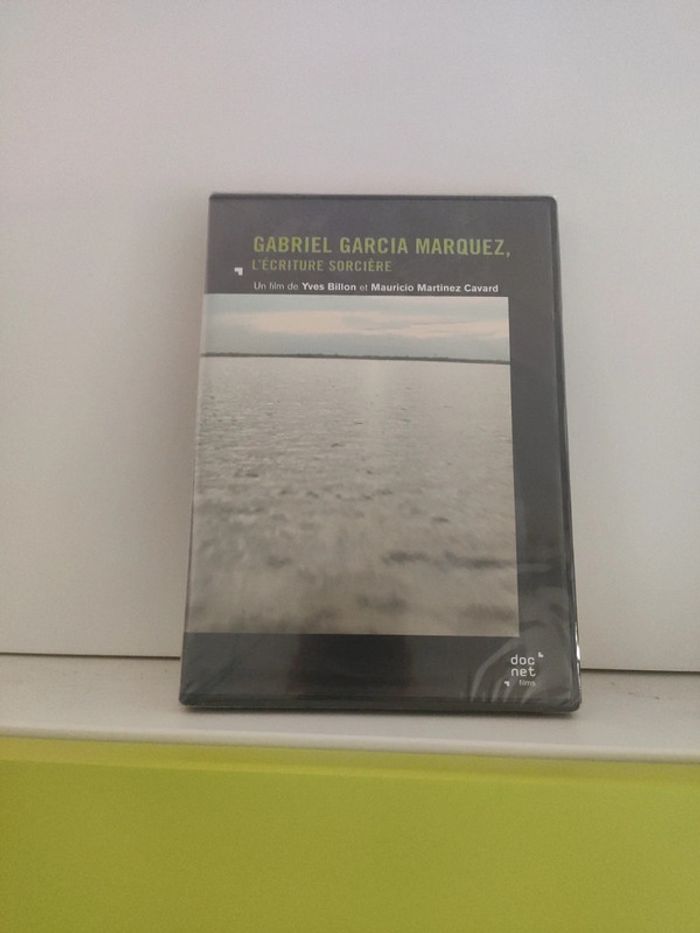 GABRIEL GARCIA MARQUEZ,
L'ÉCRITURE SORCIÈRE
Un film de Yves Billon et Mauricio Martinez Cavard
doc
net
films